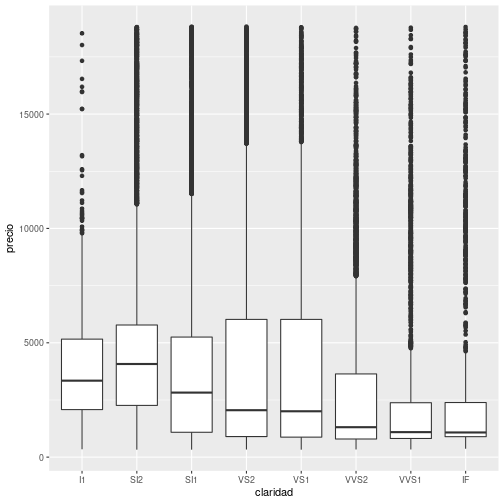 15000
10000
5000
0
precio
I1 SI2 SI1 VS2 VS1 VVS2 VVS1 IF
claridad